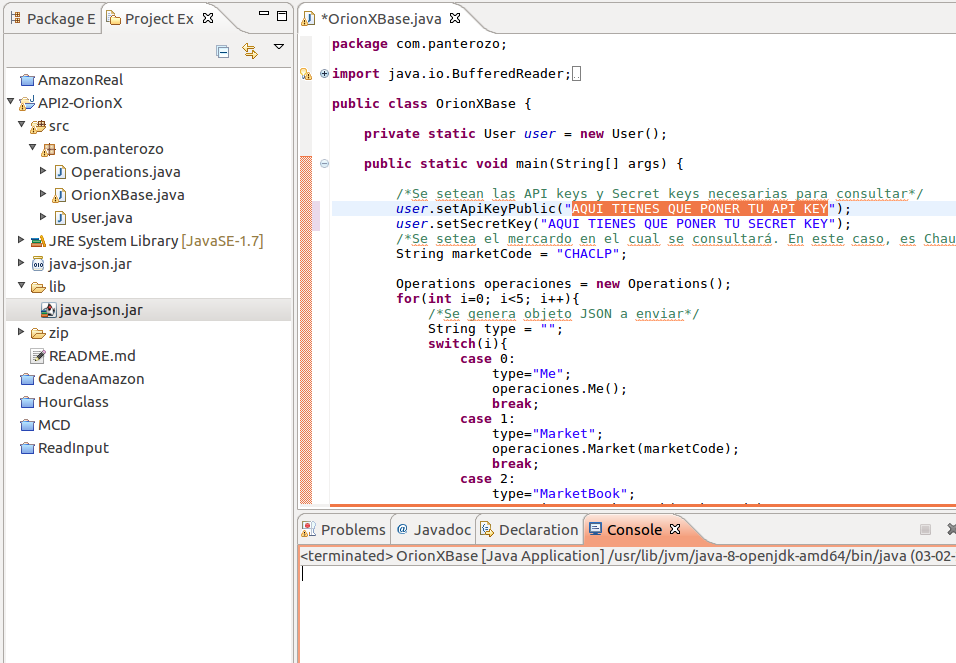 Package E
Project Ex
AmazonReal
API2-OrionX
src
com.panterozo
Operations.java
OrionXBase.java
User.java
JRE System Library [JavaSE-1.7]
java-json.jar
lib
java-json.jar
zip
README.md
CadenaAmazon
HourGlass
MCD
ReadInput
*OrionXBase.java
package com.panterozo;
import java.io.BufferedReader;
public class OrionXBase {
private static User user = new User();
public static void main(String[] args) {
/*Se setean las API keys y Secret keys necesarias para consultar*/
user.setApiKeyPublic("AQUI TIENES QUE PONER TU API KEY");
user.setSecretKey("AQUI TIENES QUE PONER TU SECRET KEY");
/*Se setea el mercardo en el cual se consultará. En este caso, es Chau
String marketCode = "CHACLP";
Operations operaciones = new Operations();
for(int i=0; i<5; i++){
/*Se genera objeto JSON a enviar*/
String type = "";
switch(i){
case 0:
type="Me";
operaciones.Me();
break;
case 1:
type="Market";
operaciones.Market(marketCode);
break;
case 2:
type="MarketBook";
Problems
@ Javadoc
Declaration
Console
<terminated> OrionXBase [Java Application] /usr/lib/jvm/java-8-openjdk-amd64/bin/java (03-02-